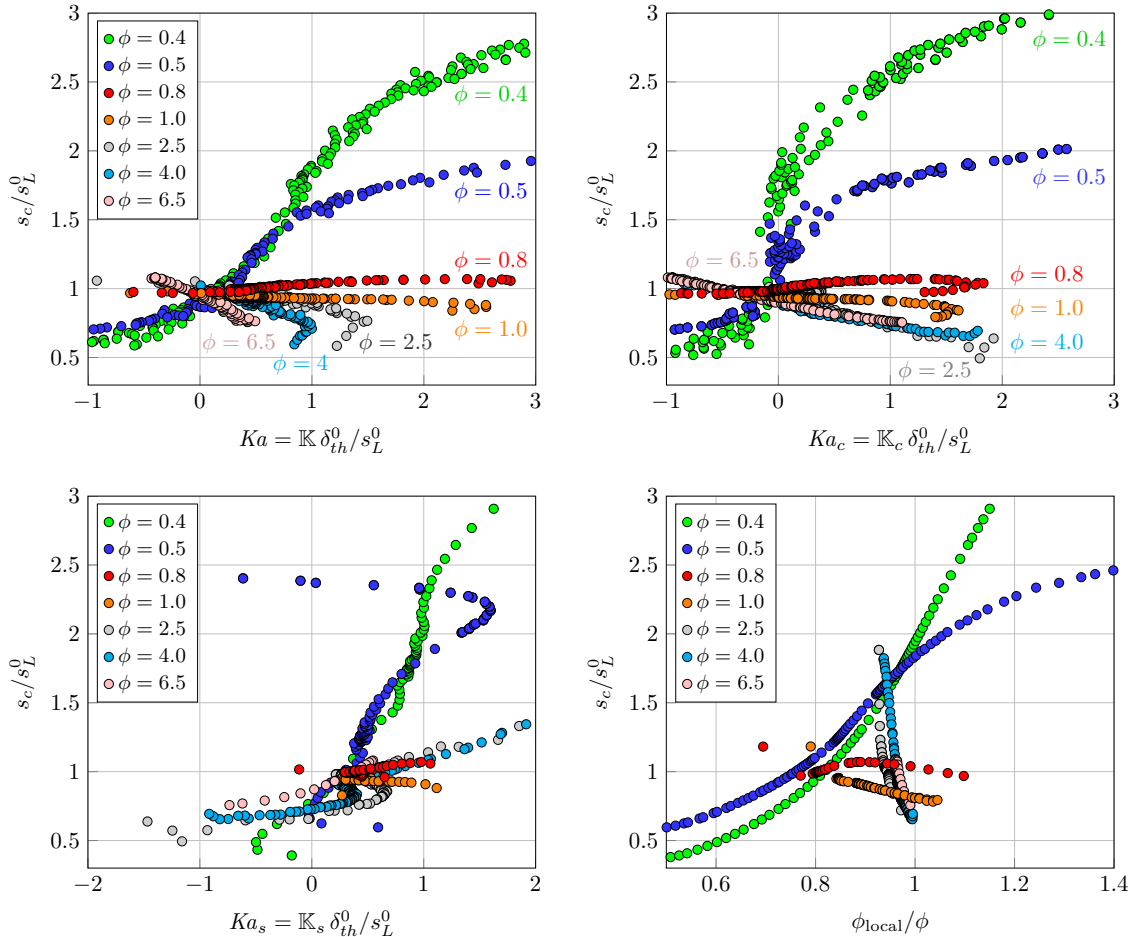 3
2.5
2
1.5
1
0.5
s_c/s_L^0
ϕ = 0.4
ϕ = 0.5
ϕ = 0.8
ϕ = 1.0
ϕ = 2.5
ϕ = 4.0
ϕ = 6.5
ϕ = 0.4
ϕ = 0.5
ϕ = 0.8
ϕ = 1.0
ϕ = 6.5
ϕ = 2.5
ϕ = 4
−1 0 1 2 3
Ka = 𝕂 δ_th^0/s_L^0
3
2.5
2
1.5
1
0.5
s_c/s_L^0
ϕ = 0.4
ϕ = 0.5
ϕ = 6.5
ϕ = 0.8
ϕ = 1.0
ϕ = 4.0
ϕ = 2.5
−1 0 1 2 3
Ka_c = 𝕂_c δ_th^0/s_L^0
3
2.5
2
1.5
1
0.5
s_c/s_L^0
ϕ = 0.4
ϕ = 0.5
ϕ = 0.8
ϕ = 1.0
ϕ = 2.5
ϕ = 4.0
ϕ = 6.5
−2 −1 0 1 2
Ka_s = 𝕂_s δ_th^0/s_L^0
3
2.5
2
1.5
1
0.5
s_c/s_L^0
ϕ = 0.4
ϕ = 0.5
ϕ = 0.8
ϕ = 1.0
ϕ = 2.5
ϕ = 4.0
ϕ = 6.5
0.6 0.8 1 1.2 1.4
ϕ_local/ϕ